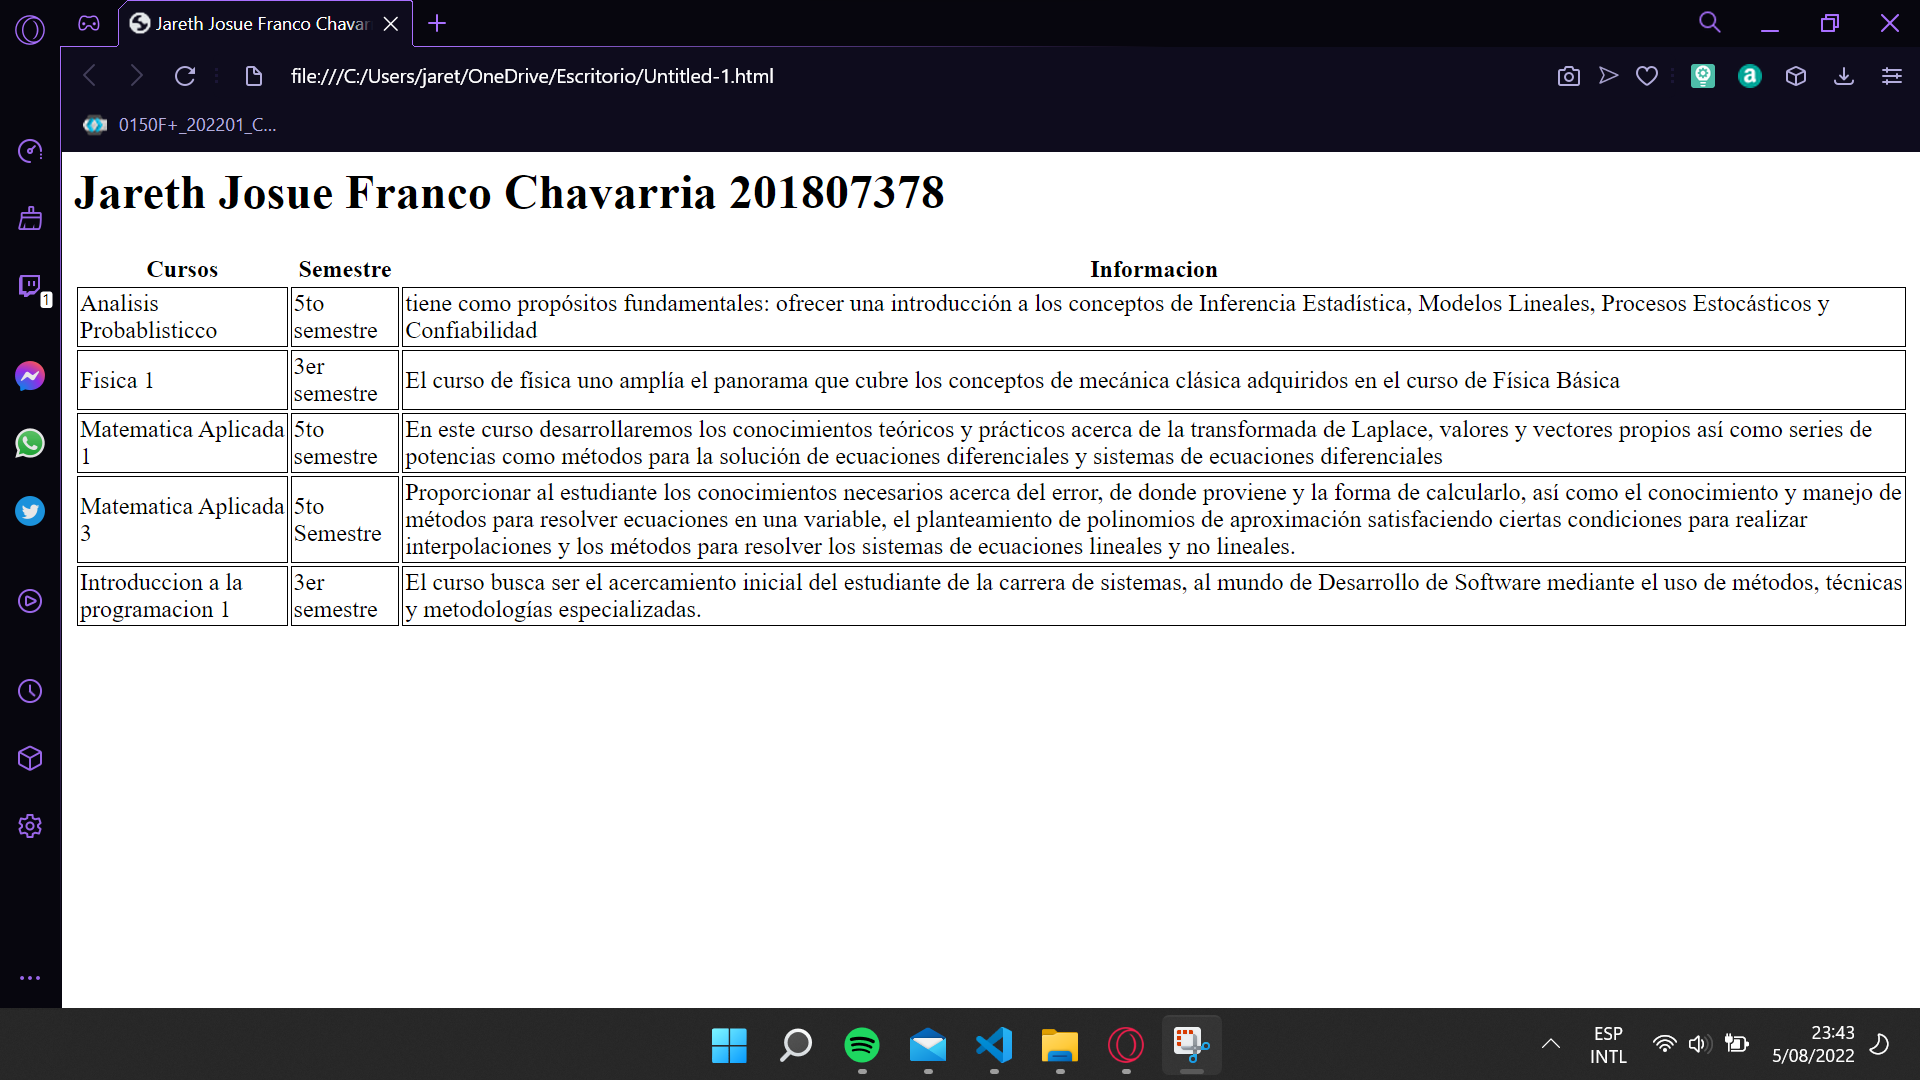 Jareth Josue Franco Chavar
file:///C:/Users/jaret/OneDrive/Escritorio/Untitled-1.html
0150F+_202201_C...
Jareth Josue Franco Chavarria 201807378
Cursos Semestre Informacion
Analisis Probablisticco
5to semestre
tiene como propósitos fundamentales: ofrecer una introducción a los conceptos de Inferencia Estadística, Modelos Lineales, Procesos Estocásticos y
Confiabilidad
Fisica 1
3er semestre
El curso de física uno amplía el panorama que cubre los conceptos de mecánica clásica adquiridos en el curso de Física Básica
Matematica Aplicada 1
5to semestre
En este curso desarrollaremos los conocimientos teóricos y prácticos acerca de la transformada de Laplace, valores y vectores propios así como series de
potencias como métodos para la solución de ecuaciones diferenciales y sistemas de ecuaciones diferenciales
Matematica Aplicada 3
5to Semestre
Proporcionar al estudiante los conocimientos necesarios acerca del error, de donde proviene y la forma de calcularlo, así como el conocimiento y manejo de
métodos para resolver ecuaciones en una variable, el planteamiento de polinomios de aproximación satisfaciendo ciertas condiciones para realizar
interpolaciones y los métodos para resolver los sistemas de ecuaciones lineales y no lineales.
Introduccion a la programacion 1
3er semestre
El curso busca ser el acercamiento inicial del estudiante de la carrera de sistemas, al mundo de Desarrollo de Software mediante el uso de métodos, técnicas
y metodologías especializadas.
1
a
ESP
INTL
23:43
5/08/2022